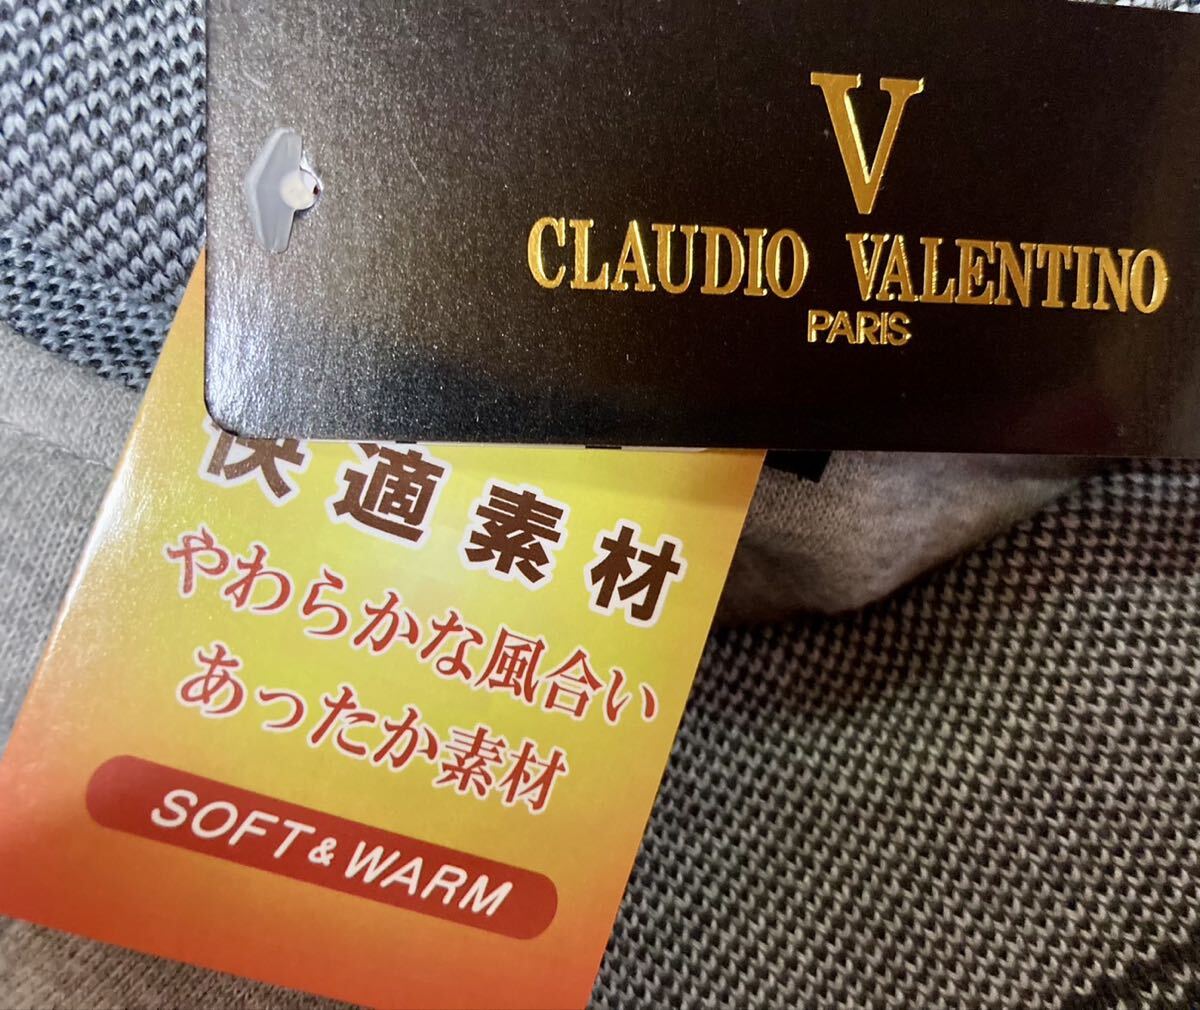 V
CLAUDIO VALENTINO
PARIS
快適素材
やわらかな風合い
あったか素材
SOFT & WARM